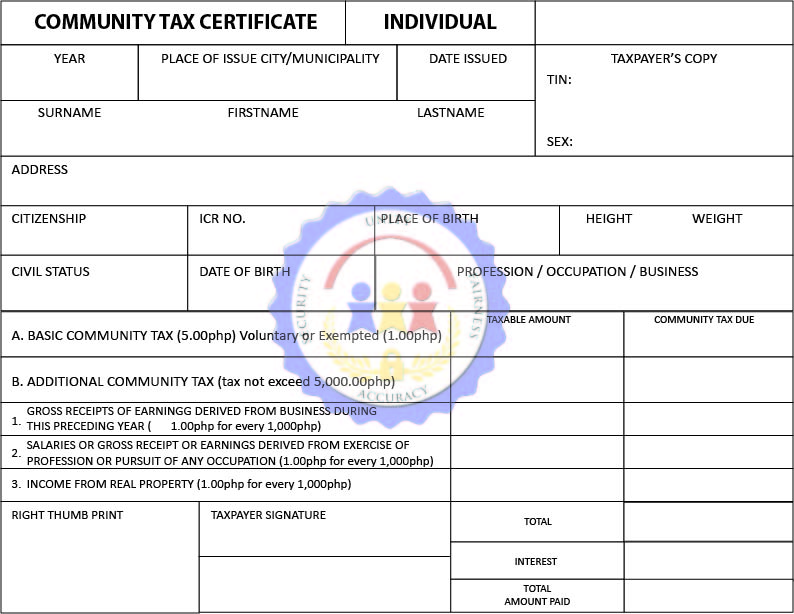 COMMUNITY TAX CERTIFICATE INDIVIDUAL
YEAR PLACE OF ISSUE CITY/MUNICIPALITY DATE ISSUED TAXPAYER'S COPY
TIN:
SURNAME FIRSTNAME LASTNAME
SEX:
ADDRESS
CITIZENSHIP ICR NO. PLACE OF BIRTH HEIGHT WEIGHT
CIVIL STATUS DATE OF BIRTH PROFESSION / OCCUPATION / BUSINESS
SECURITY
TAXABLE AMOUNT COMMUNITY TAX DUE
A. BASIC COMMUNITY TAX (5.00php) Voluntary or Exempted (1.00php)
B. ADDITIONAL COMMUNITY TAX (tax not exceed 5,000.00php)
ACCURACY
1. GROSS RECEIPTS OF EARNINGG DERIVED FROM BUSINESS DURING
THIS PRECEDING YEAR ( 1.00php for every 1,000php)
2. SALARIES OR GROSS RECEIPT OR EARNINGS DERIVED FROM EXERCISE OF
PROFESSION OR PURSUIT OF ANY OCCUPATION (1.00php for every 1,000php)
3. INCOME FROM REAL PROPERTY (1.00php for every 1,000php)
RIGHT THUMB PRINT TAXPAYER SIGNATURE TOTAL
INTEREST
TOTAL
AMOUNT PAID